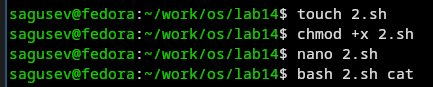 sagusev@fedora:~/work/os/lab14$ touch 2.sh
sagusev@fedora:~/work/os/lab14$ chmod +x 2.sh
sagusev@fedora:~/work/os/lab14$ nano 2.sh
sagusev@fedora:~/work/os/lab14$ bash 2.sh cat